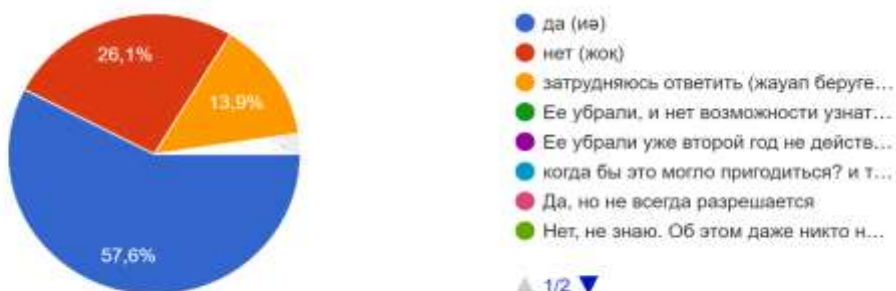 26,1%
13,9%
57,6%
да (иә)
нет (жоқ)
затрудняюсь ответить (жауап беруге...
Ее убрали, и нет возможности узнат...
Ее убрали уже второй год не действ...
когда бы это могло пригодиться? и т...
Да, но не всегда разрешается
Нет, не знаю. Об этом даже никто н...
1/2